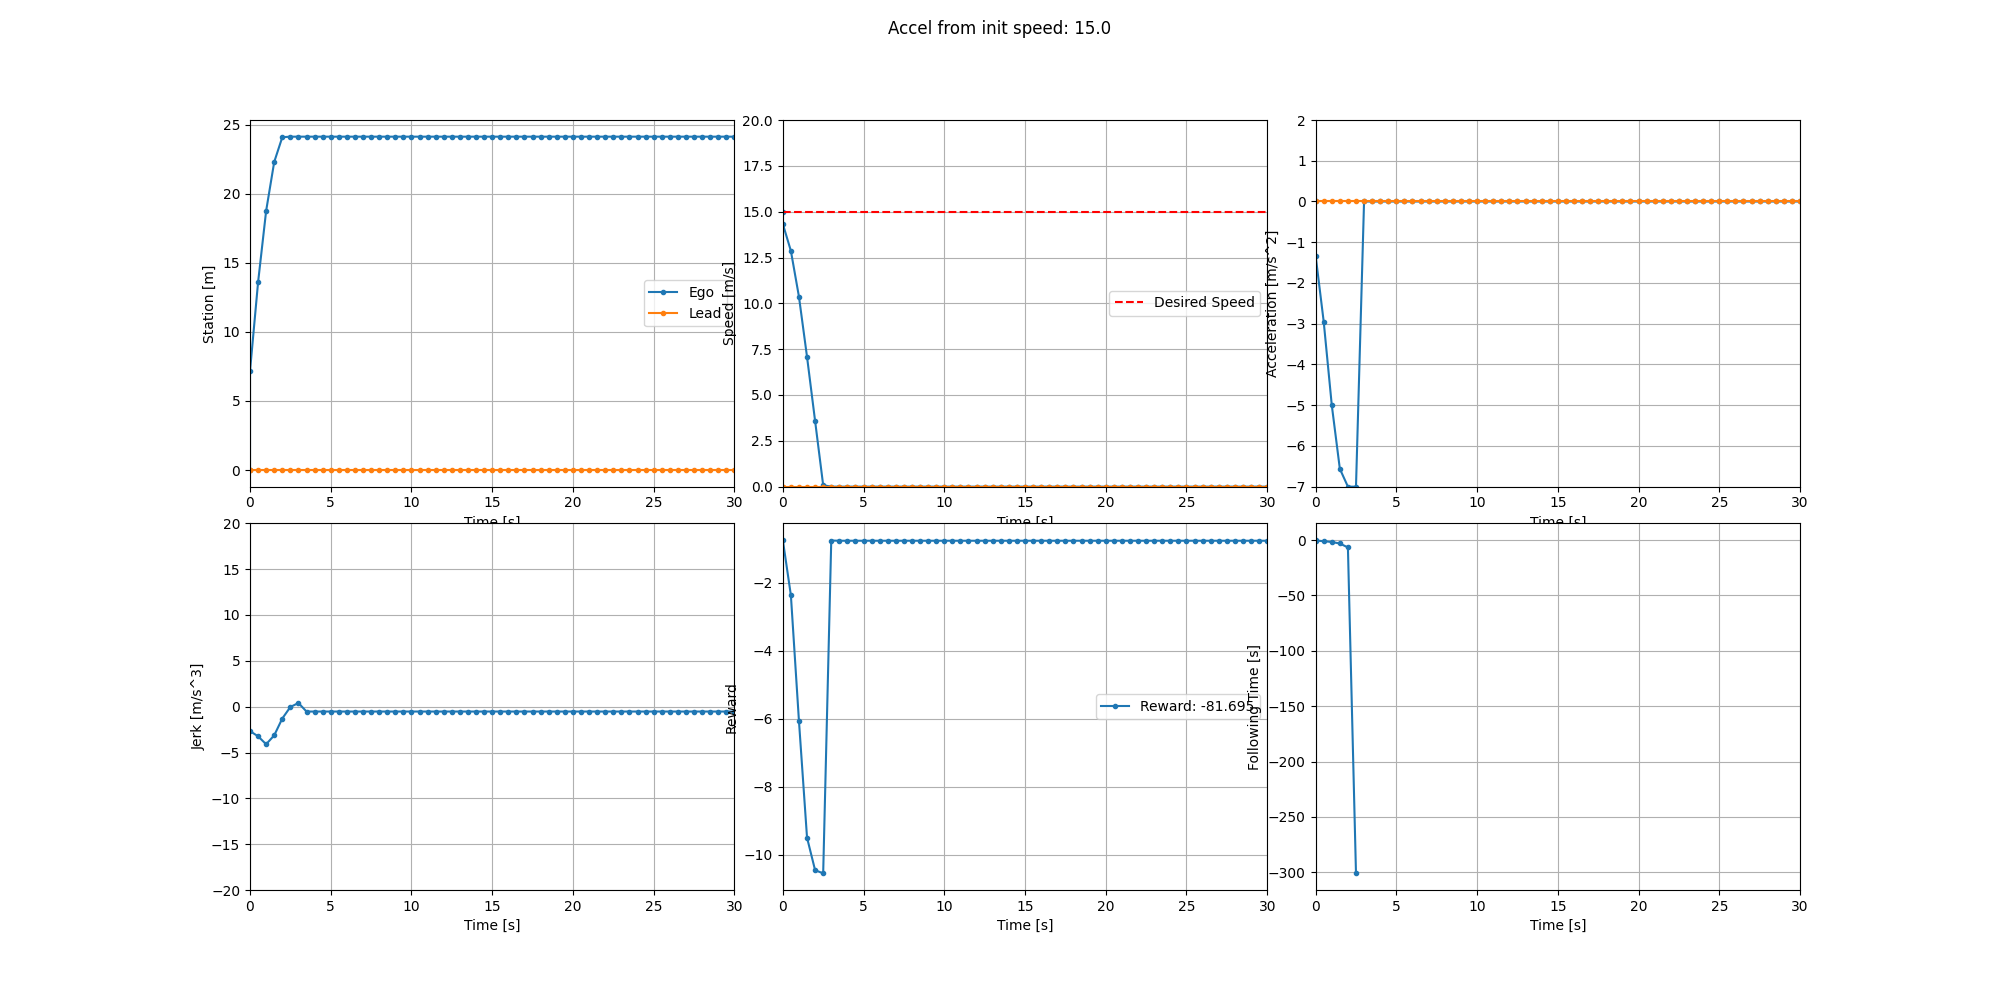 Accel from init speed: 15.0
Station [m]
25
20
15
10
5
0
0 5 10 15 20 25 30
Time [s]
Ego
Lead
Speed [m/s]
20.0
17.5
15.0
12.5
10.0
7.5
5.0
2.5
0.0
0 5 10 15 20 25 30
Time [s]
Desired Speed
Acceleration [m/s^2]
2
1
0
−1
−2
−3
−4
−5
−6
−7
0 5 10 15 20 25 30
Time [s]
Jerk [m/s^3]
20
15
10
5
0
−5
−10
−15
−20
0 5 10 15 20 25 30
Time [s]
Reward
−2
−4
−6
−8
−10
0 5 10 15 20 25 30
Time [s]
Reward: -81.695
Following Time [s]
0
−50
−100
−150
−200
−250
−300
0 5 10 15 20 25 30
Time [s]